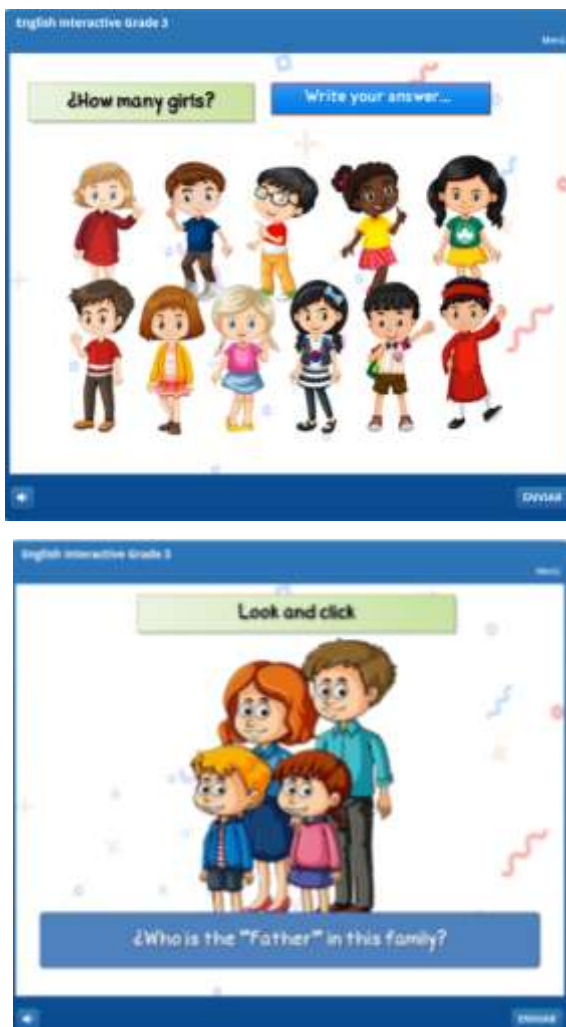 English Interactive Grade 3
Menú
¿How many girls?
Write your answer...
ENVIAR
English Interactive Grade 3
Menú
Look and click
¿Who is the "Father" in this family?
ENVIAR